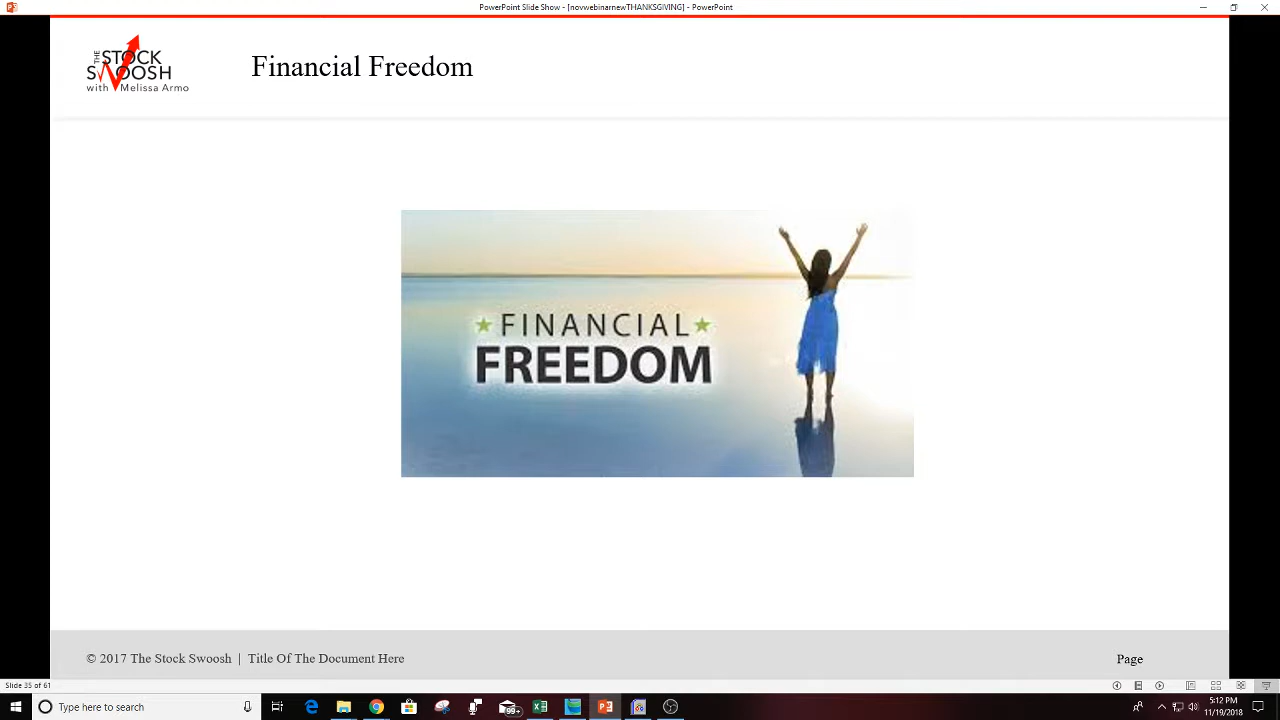 PowerPoint Slide Show - [novwebinarnewTHANKSGIVING] - PowerPoint
THE
STOCK
SWOOSH
with Melissa Armo
Financial Freedom
FINANCIAL
FREEDOM
© 2017 The Stock Swoosh | Title Of The Document Here
Page
Slide 35 of 61
Type here to search
99+
5:12 PM
11/19/2018